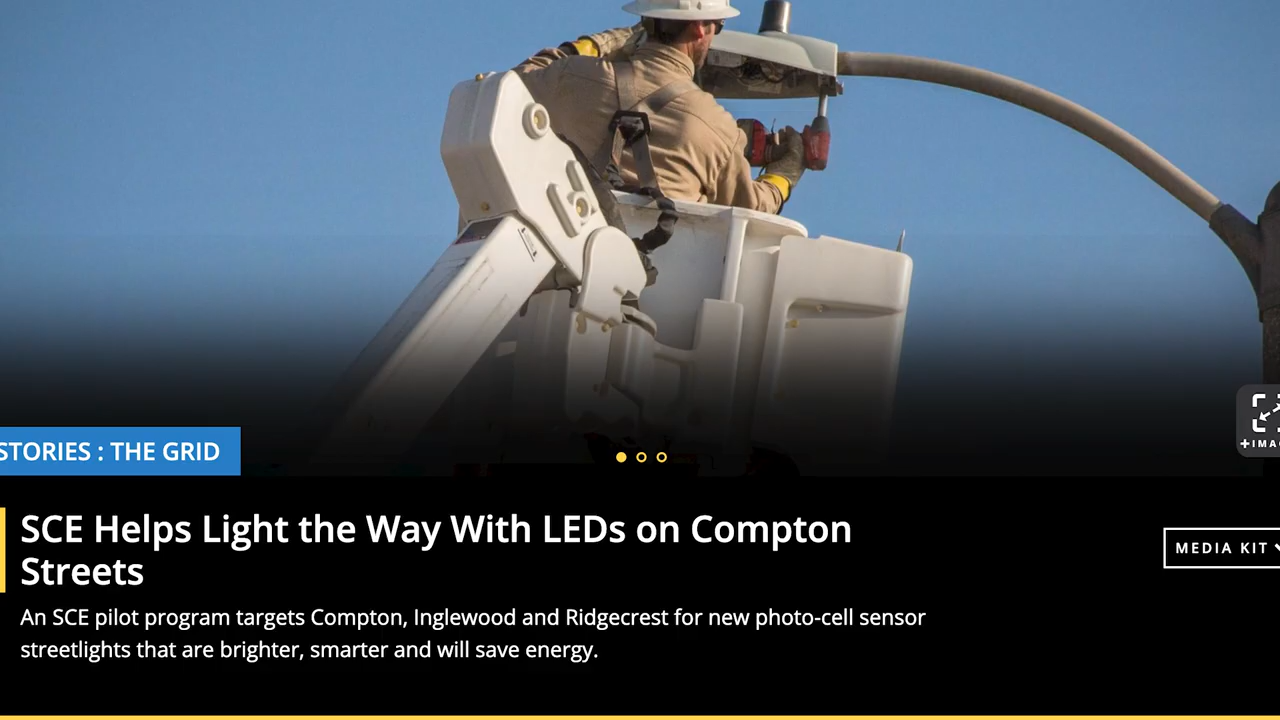 STORIES : THE GRID
+IMA
SCE Helps Light the Way With LEDs on Compton
Streets
MEDIA KIT
An SCE pilot program targets Compton, Inglewood and Ridgecrest for new photo-cell sensor
streetlights that are brighter, smarter and will save energy.